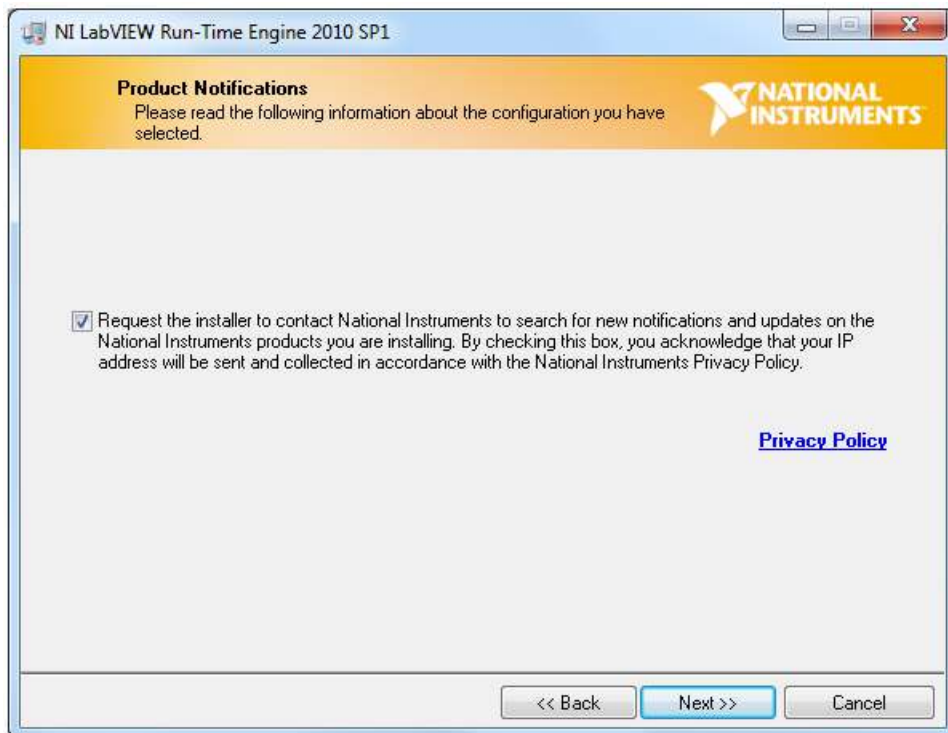 NI LabVIEW Run-Time Engine 2010 SP1
Product Notifications
Please read the following information about the configuration you have
selected.
NATIONAL
INSTRUMENTS
Request the installer to contact National Instruments to search for new notifications and updates on the
National Instruments products you are installing. By checking this box, you acknowledge that your IP
address will be sent and collected in accordance with the National Instruments Privacy Policy.
Privacy Policy
<< Back
Next >>
Cancel